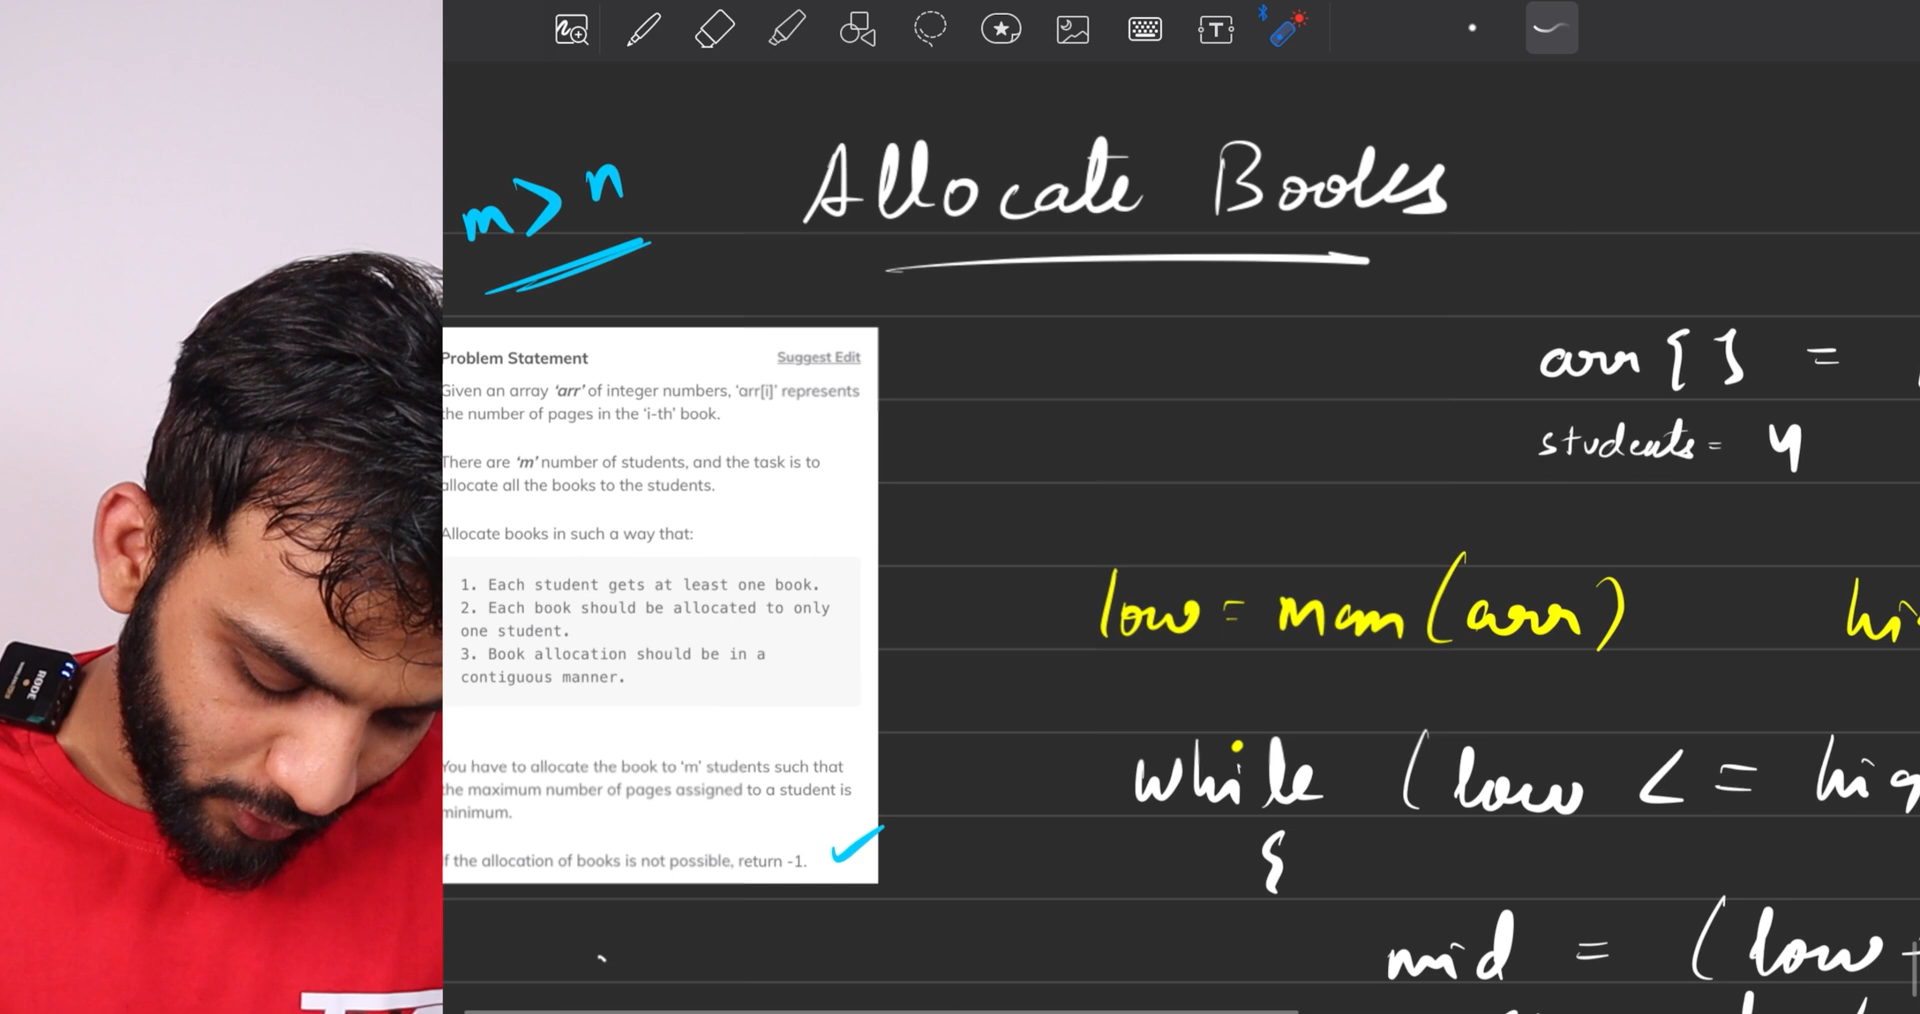 m > n
Allocate Books
Problem Statement
Suggest Edit
Given an array 'arr' of integer numbers, 'arr[i]' represents
the number of pages in the 'i-th' book.
There are 'm' number of students, and the task is to
allocate all the books to the students.
Allocate books in such a way that:
1. Each student gets at least one book.
2. Each book should be allocated to only
one student.
3. Book allocation should be in a
contiguous manner.
You have to allocate the book to 'm' students such that
the maximum number of pages assigned to a student is
minimum.
If the allocation of books is not possible, return -1.
arr { } =
students = 4
low = max (arr)
while (low <= hig
{
mid = (low +
RODE